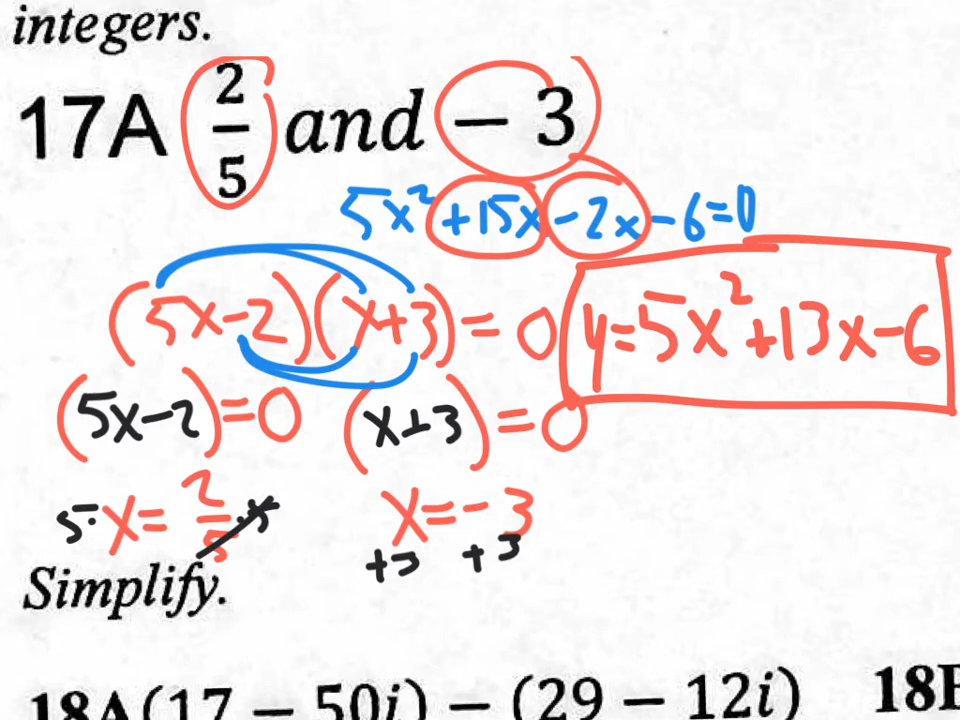 integers.
17A 2/5 and − 3
5x² +15x −2x −6=0
(5x−2)(x+3) = 0
y=5x²+13x−6
(5x−2)=0 (x+3)=0
5· x= 2/5 ·5 x=−3
+3 +3
Simplify.
18A(17 − 50i) − (29 − 12i) 18B